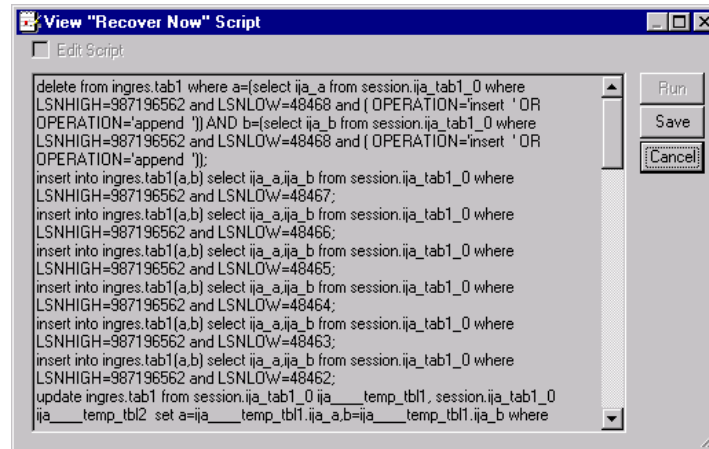 View "Recover Now" Script
Edit Script
delete from ingres.tab1 where a=(select ija_a from session.ija_tab1_0 where
LSNHIGH=987196562 and LSNLOW=48468 and ( OPERATION='insert  ' OR
OPERATION='append  ')) AND b=(select ija_b from session.ija_tab1_0 where
LSNHIGH=987196562 and LSNLOW=48468 and ( OPERATION='insert  ' OR
OPERATION='append  '));
insert into ingres.tab1(a,b) select ija_a,ija_b from session.ija_tab1_0 where
LSNHIGH=987196562 and LSNLOW=48467;
insert into ingres.tab1(a,b) select ija_a,ija_b from session.ija_tab1_0 where
LSNHIGH=987196562 and LSNLOW=48466;
insert into ingres.tab1(a,b) select ija_a,ija_b from session.ija_tab1_0 where
LSNHIGH=987196562 and LSNLOW=48465;
insert into ingres.tab1(a,b) select ija_a,ija_b from session.ija_tab1_0 where
LSNHIGH=987196562 and LSNLOW=48464;
insert into ingres.tab1(a,b) select ija_a,ija_b from session.ija_tab1_0 where
LSNHIGH=987196562 and LSNLOW=48463;
insert into ingres.tab1(a,b) select ija_a,ija_b from session.ija_tab1_0 where
LSNHIGH=987196562 and LSNLOW=48462;
update ingres.tab1 from session.ija_tab1_0 ija____temp_tbl1, session.ija_tab1_0
ija____temp_tbl2  set a=ija____temp_tbl1.ija_a,b=ija____temp_tbl1.ija_b where
Run
Save
Cancel